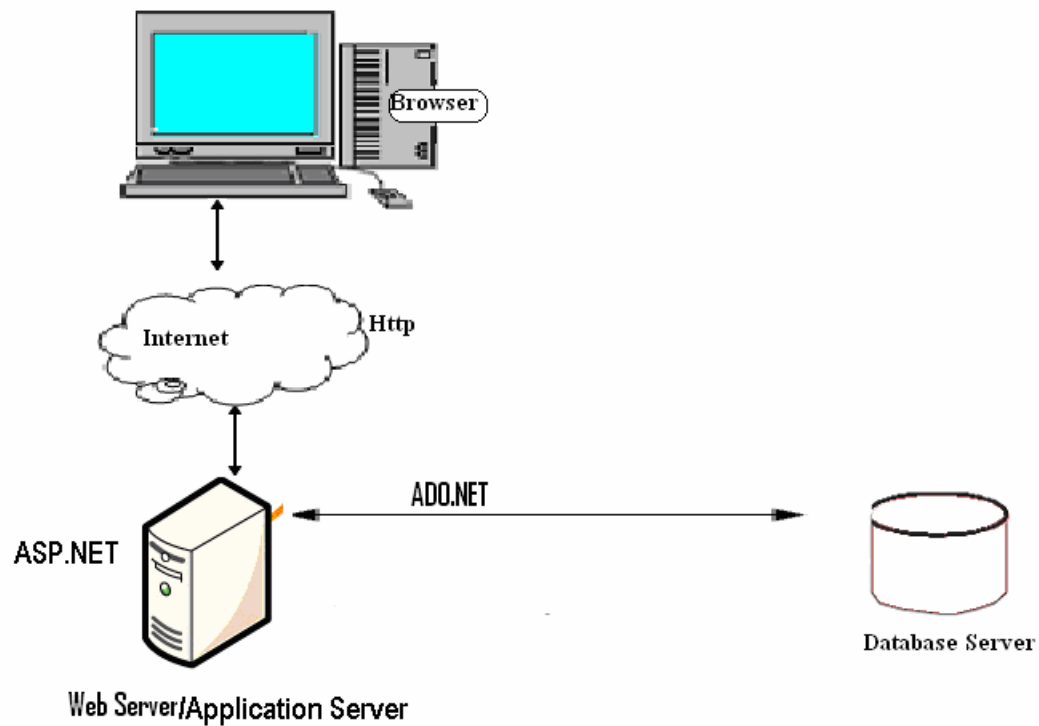 Browser
Internet
Http
ADO.NET
ASP.NET
Database Server
Web Server/Application Server